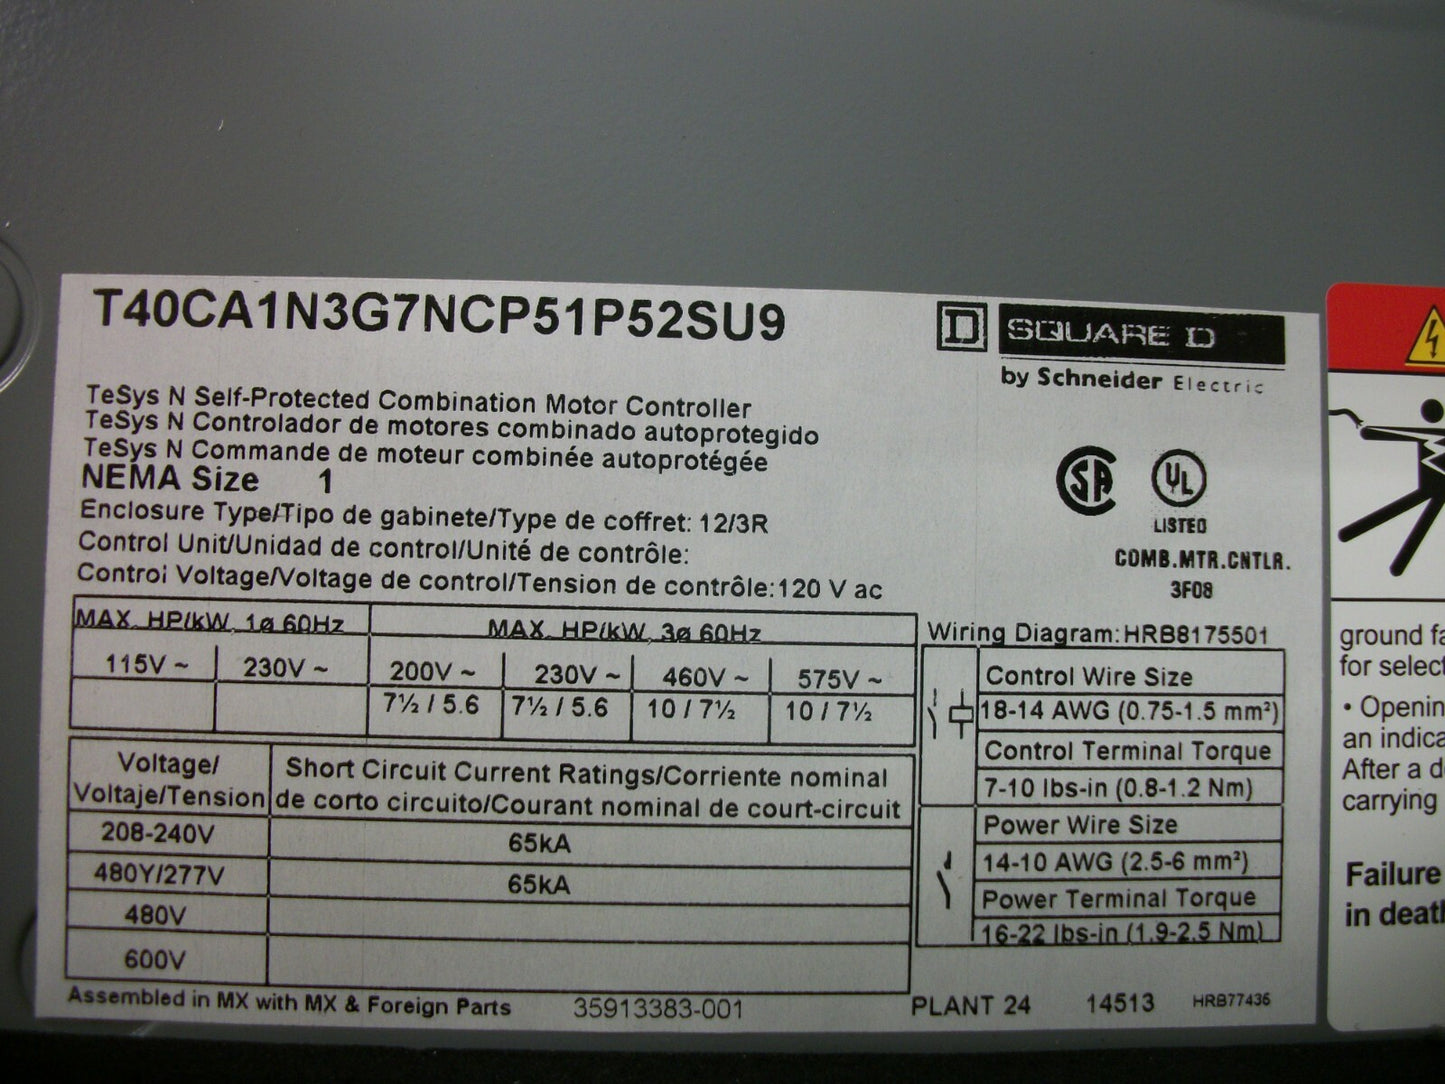 T40CA1N3G7NCP51P52SU9
D SQUARE D
by Schneider Electric
TeSys N Self-Protected Combination Motor Controller
TeSys N Controlador de motores combinado autoprotegido
TeSys N Commande de moteur combinée autoprotégée
NEMA Size 1
Enclosure Type/Tipo de gabinete/Type de coffret: 12/3R
Control Unit/Unidad de control/Unité de contrôle:
Control Voltage/Voltage de control/Tension de contrôle:120 V ac
SA
UL
LISTED
COMB.MTR.CNTLR.
3F08
MAX. HP/kW, 1ø 60Hz MAX. HP/kW, 3ø 60Hz
115V ~ 230V ~ 200V ~ 230V ~ 460V ~ 575V ~
7½ / 5.6 7½ / 5.6 10 / 7½ 10 / 7½
Voltage/
Voltaje/Tension
Short Circuit Current Ratings/Corriente nominal
de corto circuito/Courant nominal de court-circuit
208-240V 65kA
480Y/277V 65kA
480V
600V
Wiring Diagram:HRB8175501
Control Wire Size
18-14 AWG (0.75-1.5 mm²)
Control Terminal Torque
7-10 lbs-in (0.8-1.2 Nm)
Power Wire Size
14-10 AWG (2.5-6 mm²)
Power Terminal Torque
16-22 lbs-in (1.9-2.5 Nm)
Assembled in MX with MX & Foreign Parts 35913383-001 PLANT 24 14513 HRB77436
ground fa
for select
• Openin
an indica
After a d
carrying
Failure
in deat